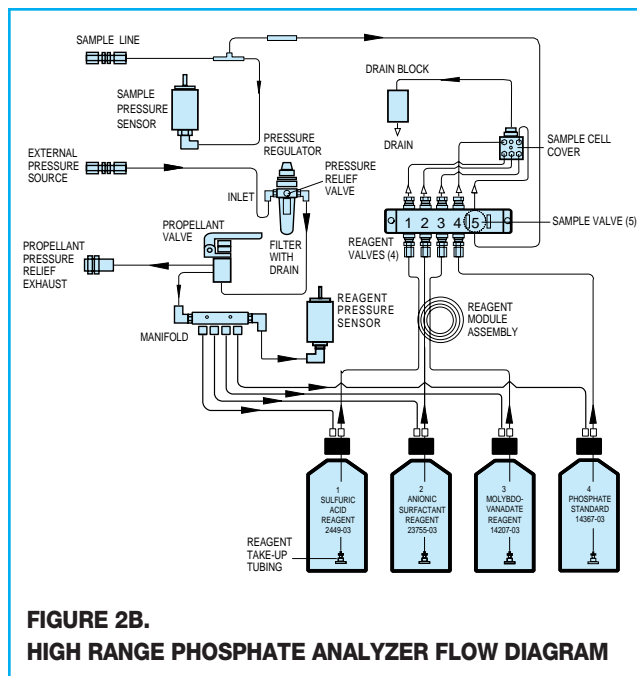 SAMPLE LINE
SAMPLE
PRESSURE
SENSOR
DRAIN BLOCK
DRAIN
SAMPLE CELL
COVER
EXTERNAL
PRESSURE
SOURCE
PRESSURE
REGULATOR
PRESSURE
RELIEF
VALVE
INLET
FILTER
WITH
DRAIN
1 2 3 4 5
SAMPLE VALVE (5)
REAGENT
VALVES (4)
PROPELLANT
VALVE
PROPELLANT
PRESSURE
RELIEF
EXHAUST
MANIFOLD
REAGENT
PRESSURE
SENSOR
REAGENT
MODULE
ASSEMBLY
1
SULFURIC
ACID
REAGENT
2449-03
2
ANIONIC
SURFACTANT
REAGENT
23755-03
3
MOLYBDO-
VANADATE
REAGENT
14207-03
4
PHOSPHATE
STANDARD
14367-03
REAGENT
TAKE-UP
TUBING
FIGURE 2B.
HIGH RANGE PHOSPHATE ANALYZER FLOW DIAGRAM